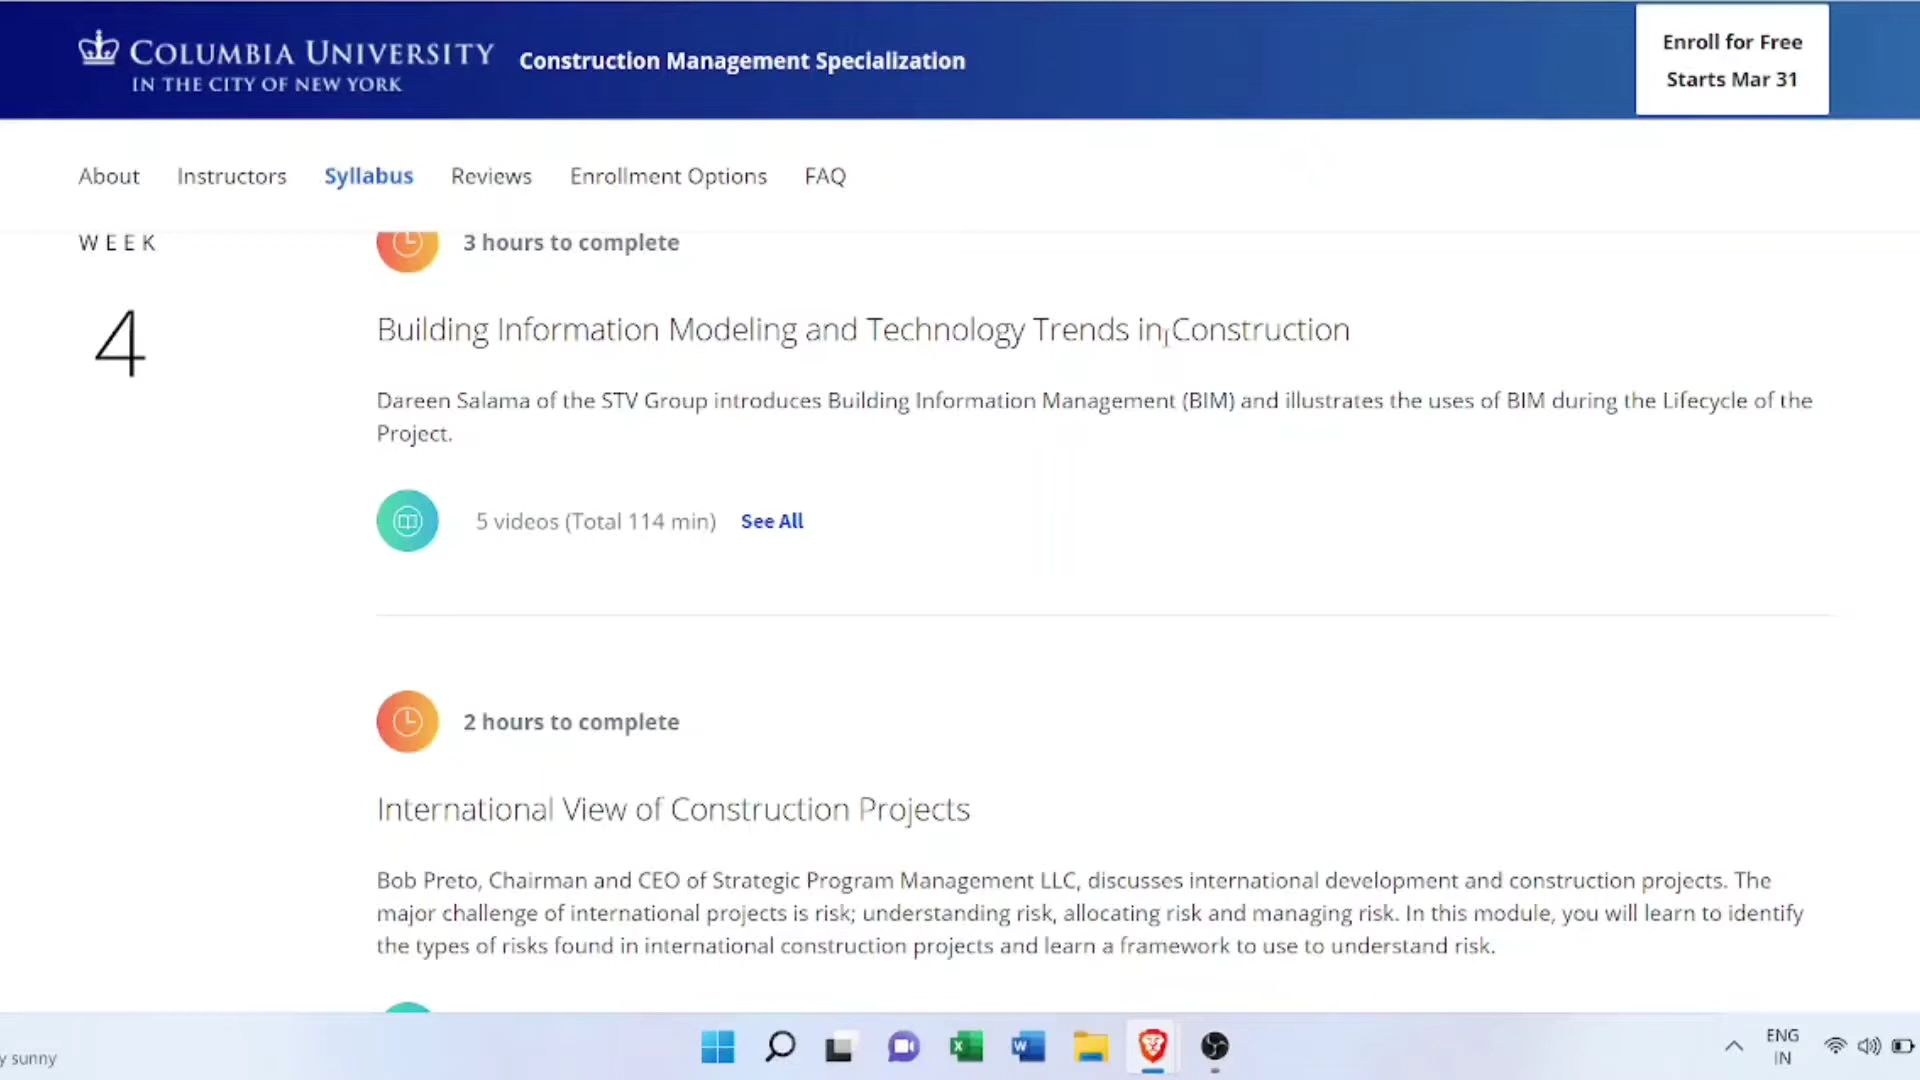 COLUMBIA UNIVERSITY
IN THE CITY OF NEW YORK
Construction Management Specialization
Enroll for Free
Starts Mar 31
About Instructors Syllabus Reviews Enrollment Options FAQ
WEEK
4
3 hours to complete
Building Information Modeling and Technology Trends in Construction
Dareen Salama of the STV Group introduces Building Information Management (BIM) and illustrates the uses of BIM during the Lifecycle of the
Project.
5 videos (Total 114 min) See All
2 hours to complete
International View of Construction Projects
Bob Preto, Chairman and CEO of Strategic Program Management LLC, discusses international development and construction projects. The
major challenge of international projects is risk; understanding risk, allocating risk and managing risk. In this module, you will learn to identify
the types of risks found in international construction projects and learn a framework to use to understand risk.
y sunny
ENG
IN